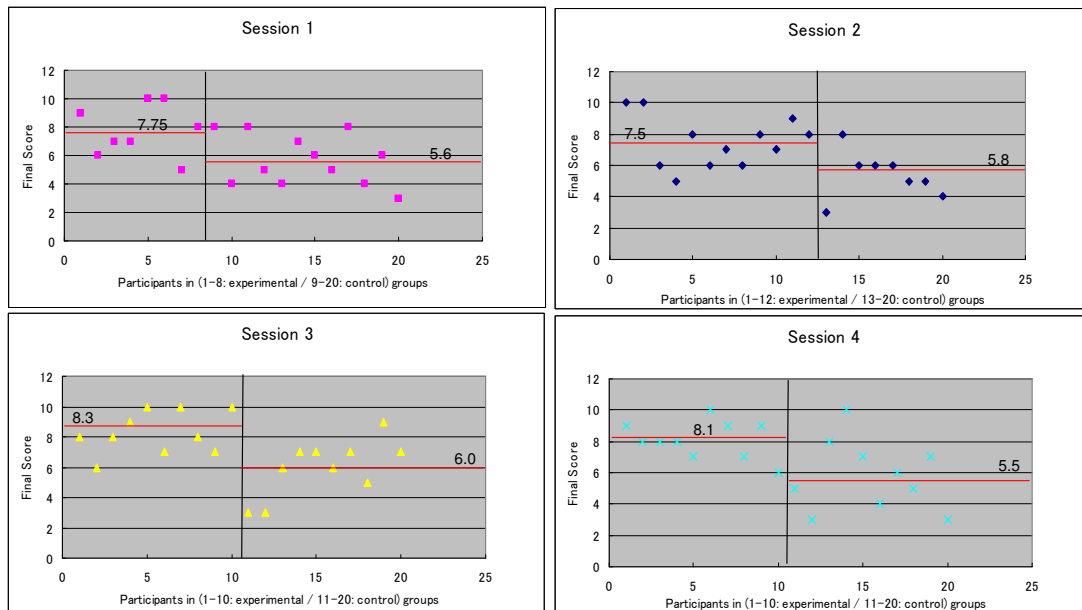 Session 1
Final Score
12
10
8
6
4
2
0
7.75
5.6
0 5 10 15 20 25
Participants in (1-8: experimental / 9-20: control) groups
Session 2
Final Score
12
10
8
6
4
2
0
7.5
5.8
0 5 10 15 20 25
Participants in (1-12: experimental / 13-20: control) groups
Session 3
Final Score
12
10
8
6
4
2
0
8.3
6.0
0 5 10 15 20 25
Participants in (1-10: experimental / 11-20: control) groups
Session 4
Final Score
12
10
8
6
4
2
0
8.1
5.5
0 5 10 15 20 25
Participants in (1-10: experimental / 11-20: control) groups